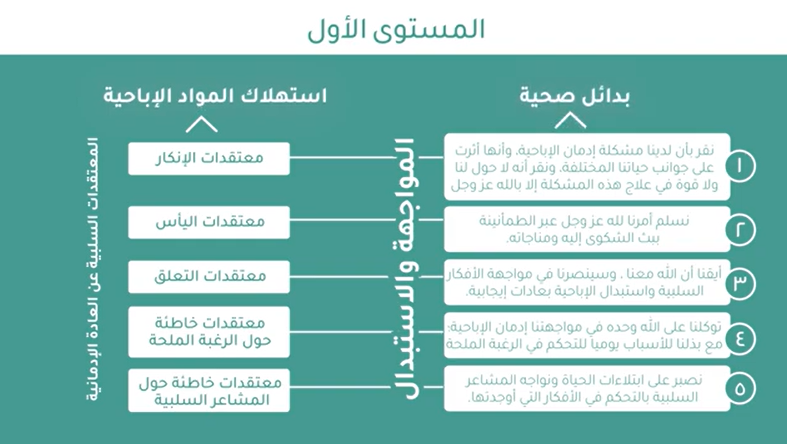 المستوى الأول
بدائل صحية
استهلاك المواد الإباحية
١
نقر بأن لدينا مشكلة إدمان الإباحية، وأنها أثرت
على جوانب حياتنا المختلفة، ونقر أنه لا حول لنا
ولا قوة في علاج هذه المشكلة إلا بالله عز وجل
٢
نسلم أمرنا لله عز وجل عبر الطمأنينة
ببث الشكوى إليه ومناجاته.
٣
أيقنا أن الله معنا ، وسينصرنا في مواجهة الأفكار
السلبية واستبدال الإباحية بعادات إيجابية.
٤
توكلنا على الله وحده في مواجهتنا إدمان الإباحية؛
مع بذلنا للأسباب يومياً للتحكم في الرغبة الملحة
٥
نصبر على ابتلاءات الحياة ونواجه المشاعر
السلبية بالتحكم في الأفكار التي أوجدتها.
المواجهة والاستبدال
معتقدات الإنكار
معتقدات اليأس
معتقدات التعلق
معتقدات خاطئة
حول الرغبة الملحة
معتقدات خاطئة حول
المشاعر السلبية
المعتقدات السلبية عن العادة الإدمانية